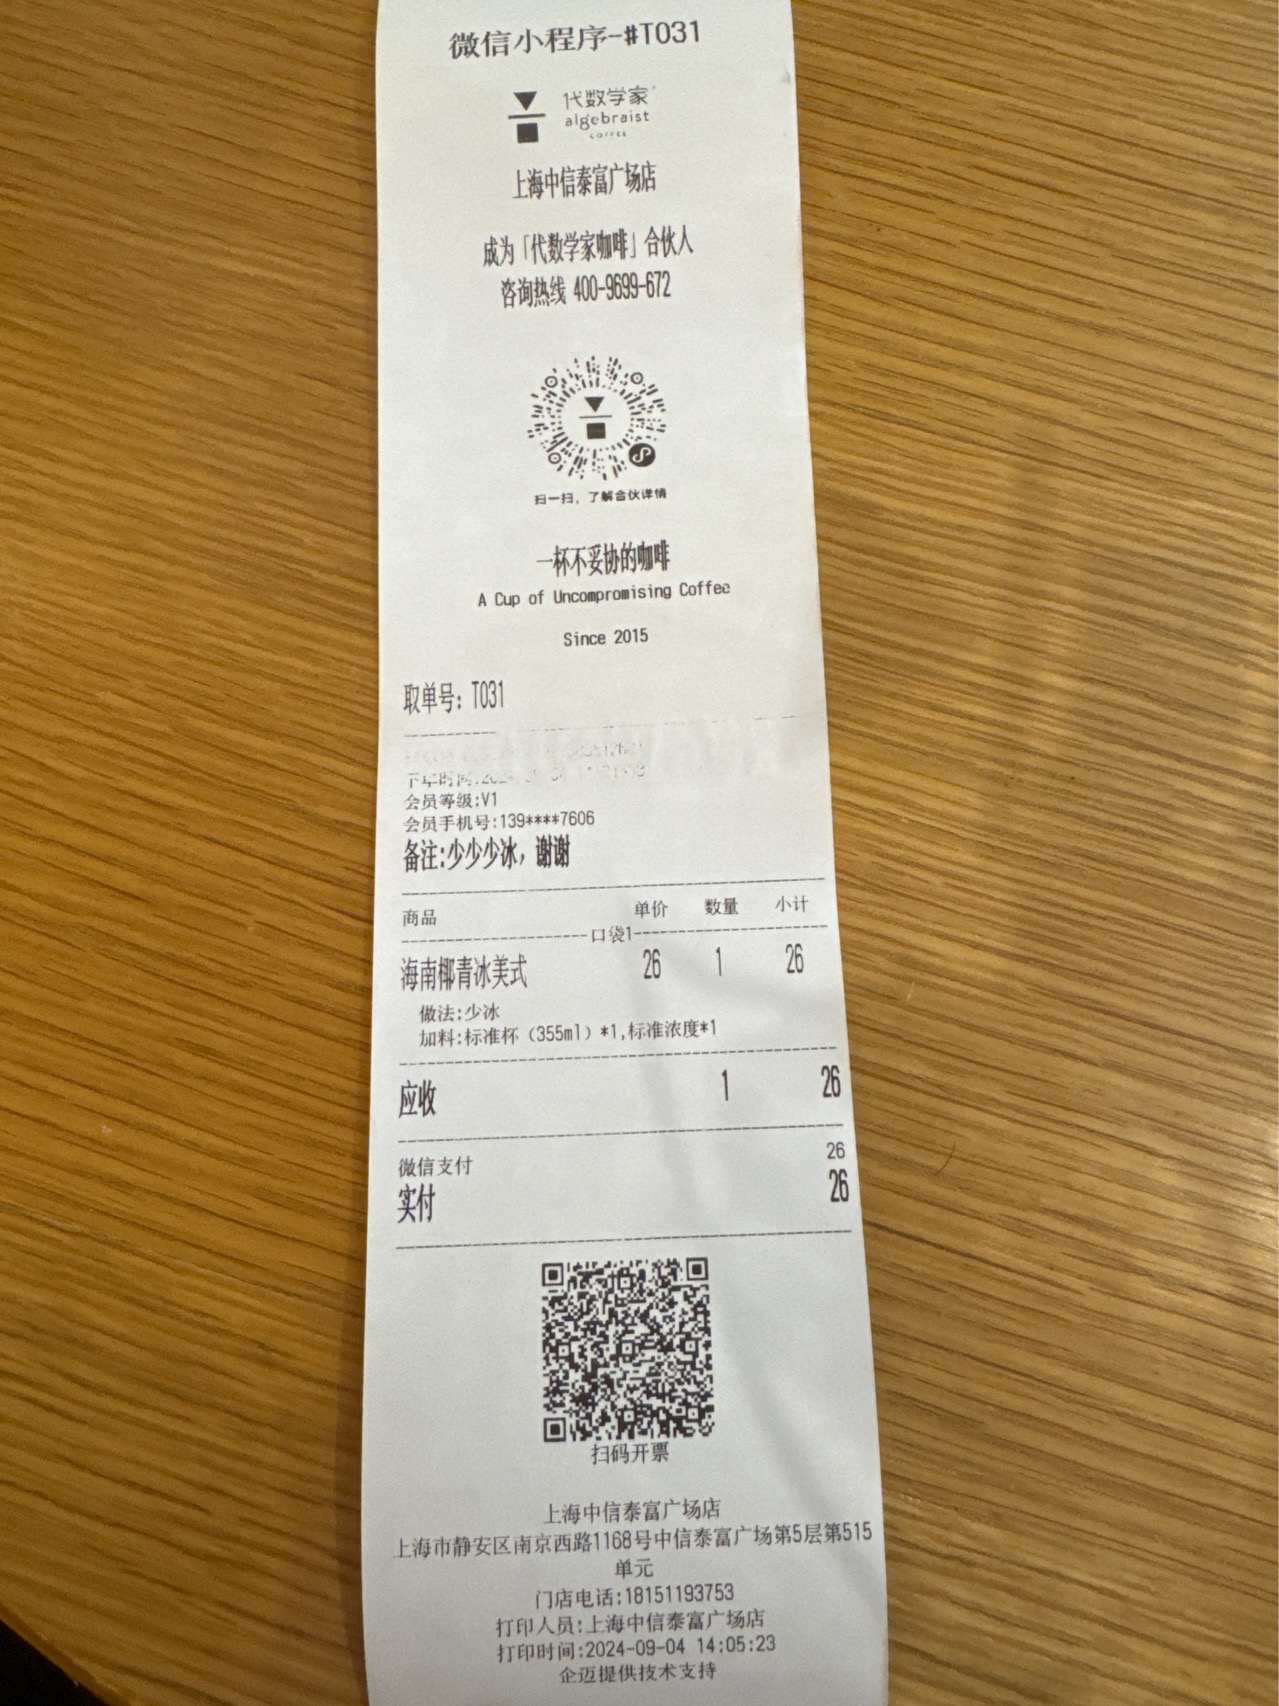 微信小程序-#T031
代数学家
algebraist
COFFEE
上海中信泰富广场店
成为「代数学家咖啡」合伙人
咨询热线 400-9699-672
扫一扫，了解合伙详情
一杯不妥协的咖啡
A Cup of Uncompromising Coffee
Since 2015
取单号: T031
下单时间:
会员等级:V1
会员手机号:139****7606
备注:少少少冰，谢谢
商品 单价 数量 小计
口袋1
海南椰青冰美式 26 1 26
做法:少冰
加料:标准杯（355ml）*1,标准浓度*1
应收 1 26
微信支付 26
实付 26
扫码开票
上海中信泰富广场店
上海市静安区南京西路1168号中信泰富广场第5层第515
单元
门店电话:18151193753
打印人员:上海中信泰富广场店
打印时间:2024-09-04 14:05:23
企迈提供技术支持